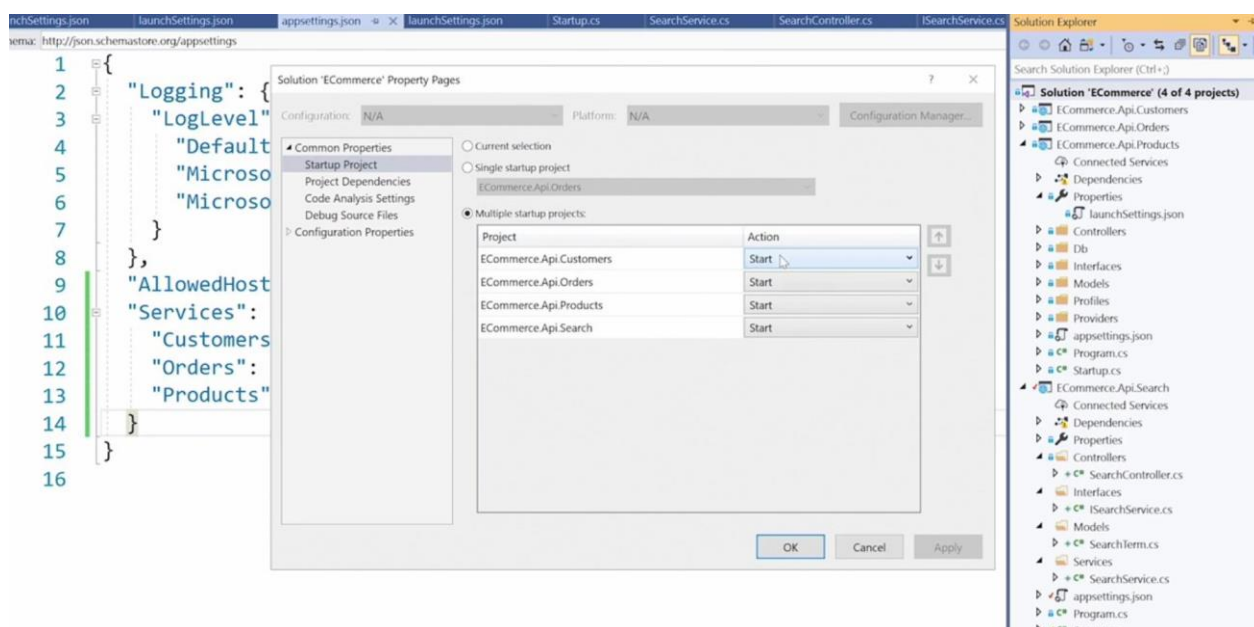 nchSettings.json launchSettings.json appsettings.json launchSettings.json Startup.cs SearchService.cs SearchController.cs ISearchService.cs
http://json.schemastore.org/appsettings
1 {
2 "Logging": {
3 "LogLevel"
4 "Default
5 "Microso
6 "Microso
7 }
8 },
9 "AllowedHost
10 "Services":
11 "Customers
12 "Orders":
13 "Products"
14 }
15 }
16
Solution 'ECommerce' Property Pages ? ×
Configuration: N/A Platform: N/A Configuration Manager...
Common Properties
Startup Project
Project Dependencies
Code Analysis Settings
Debug Source Files
Configuration Properties
Current selection
Single startup project
ECommerce.Api.Orders
Multiple startup projects:
Project Action
ECommerce.Api.Customers Start
ECommerce.Api.Orders Start
ECommerce.Api.Products Start
ECommerce.Api.Search Start
OK Cancel Apply
Solution Explorer
Search Solution Explorer (Ctrl+;)
Solution 'ECommerce' (4 of 4 projects)
ECommerce.Api.Customers
ECommerce.Api.Orders
ECommerce.Api.Products
Connected Services
Dependencies
Properties
launchSettings.json
Controllers
Db
Interfaces
Models
Profiles
Providers
appsettings.json
C# Program.cs
C# Startup.cs
ECommerce.Api.Search
Connected Services
Dependencies
Properties
Controllers
+ C# SearchController.cs
Interfaces
+ C# ISearchService.cs
Models
+ C# SearchTerm.cs
Services
+ C# SearchService.cs
appsettings.json
C# Program.cs